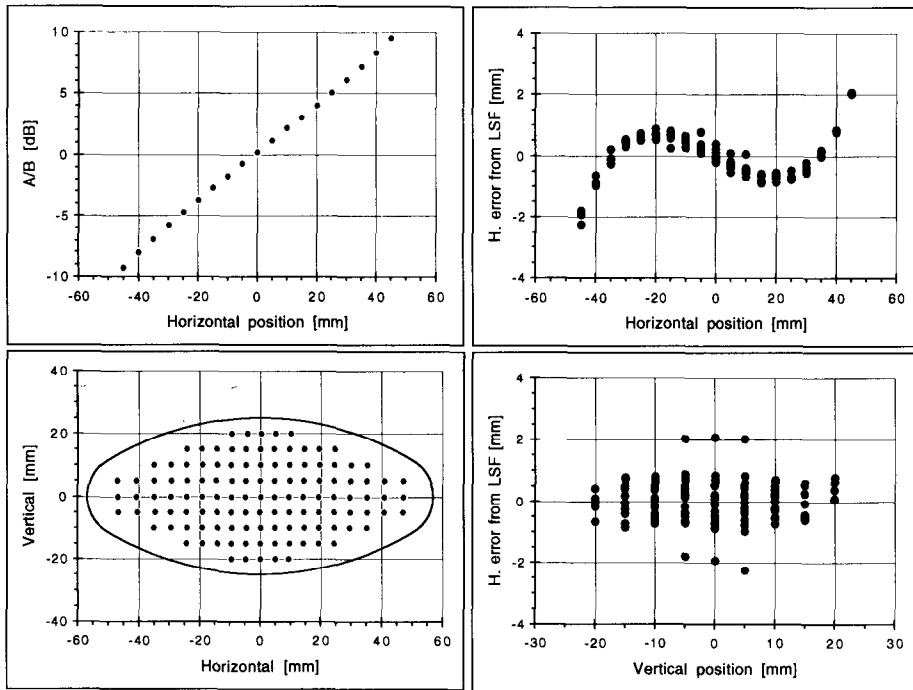 A/B [dB]
10
5
0
-5
-10
-60 -40 -20 0 20 40 60
Horizontal position [mm]
H. error from LSF [mm]
4
2
0
-2
-4
-60 -40 -20 0 20 40 60
Horizontal position [mm]
Vertical [mm]
40
20
0
-20
-40
-60 -40 -20 0 20 40 60
Horizontal [mm]
H. error from LSF [mm]
4
2
0
-2
-4
-30 -20 -10 0 10 20 30
Vertical position [mm]